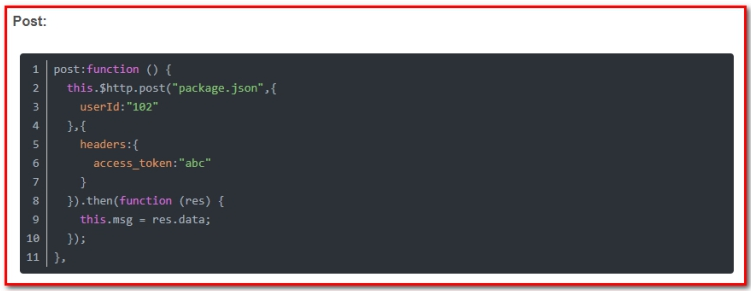 Post:
1 post:function () {
2 this.$http.post("package.json",{
3 userId:"102"
4 },{
5 headers:{
6 access_token:"abc"
7 }
8 }).then(function (res) {
9 this.msg = res.data;
10 });
11 },